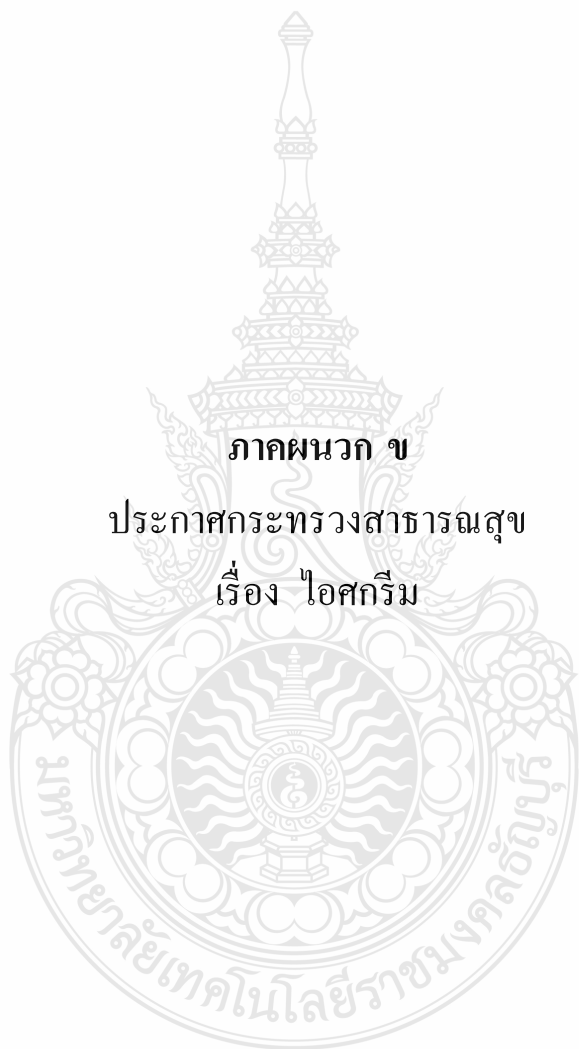 ภาคผนวก ข
ประกาศกระทรวงสาธารณสุข
เรื่อง ไอศกรีม
มหาวิทยาลัยเทคโนโลยีราชมงคลธัญบุรี